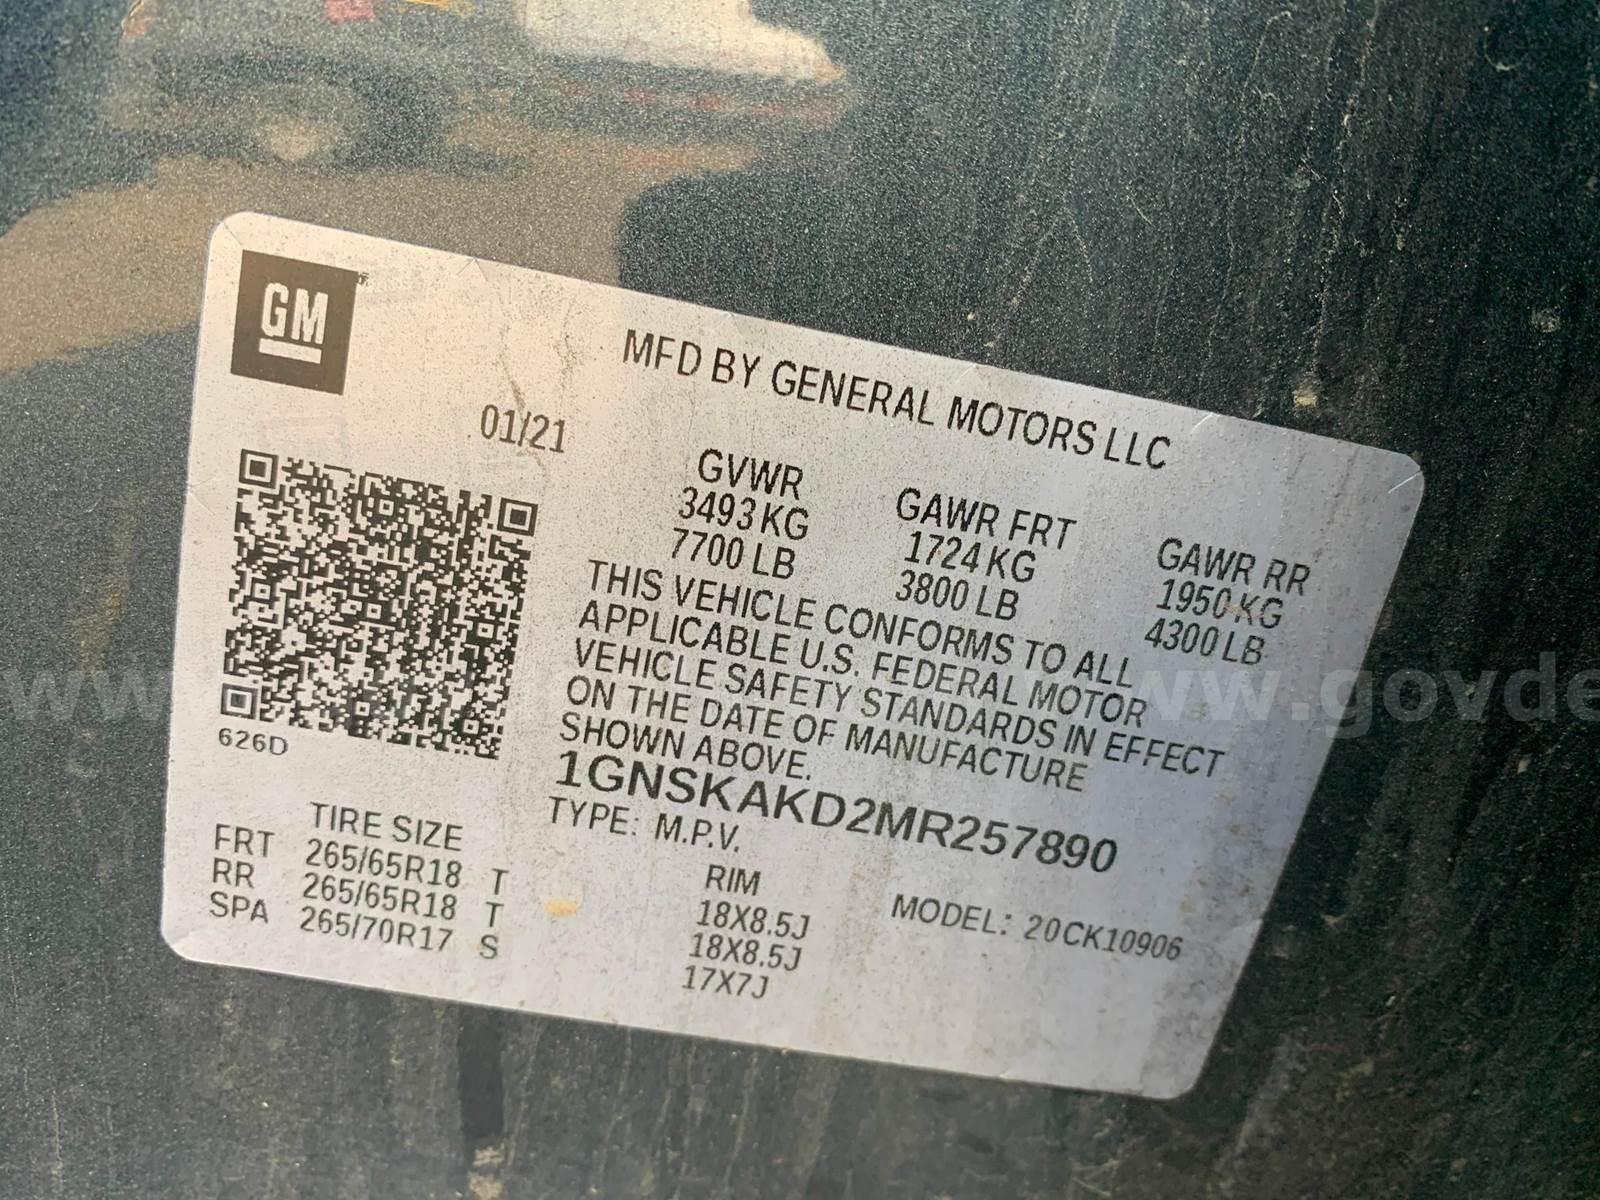 GM
MFD BY GENERAL MOTORS LLC
01/21
GVWR
3493 KG
7700 LB
GAWR FRT
1724 KG
3800 LB
GAWR RR
1950 KG
4300 LB
THIS VEHICLE CONFORMS TO ALL
APPLICABLE U.S. FEDERAL MOTOR
VEHICLE SAFETY STANDARDS IN EFFECT
ON THE DATE OF MANUFACTURE
SHOWN ABOVE.
626D
1GNSKAKD2MR257890
TYPE: M.P.V.
MODEL: 20CK10906
TIRE SIZE
RIM
FRT 265/65R18 T 18X8.5J
RR 265/65R18 T 18X8.5J
SPA 265/70R17 S 17X7J
www.govde